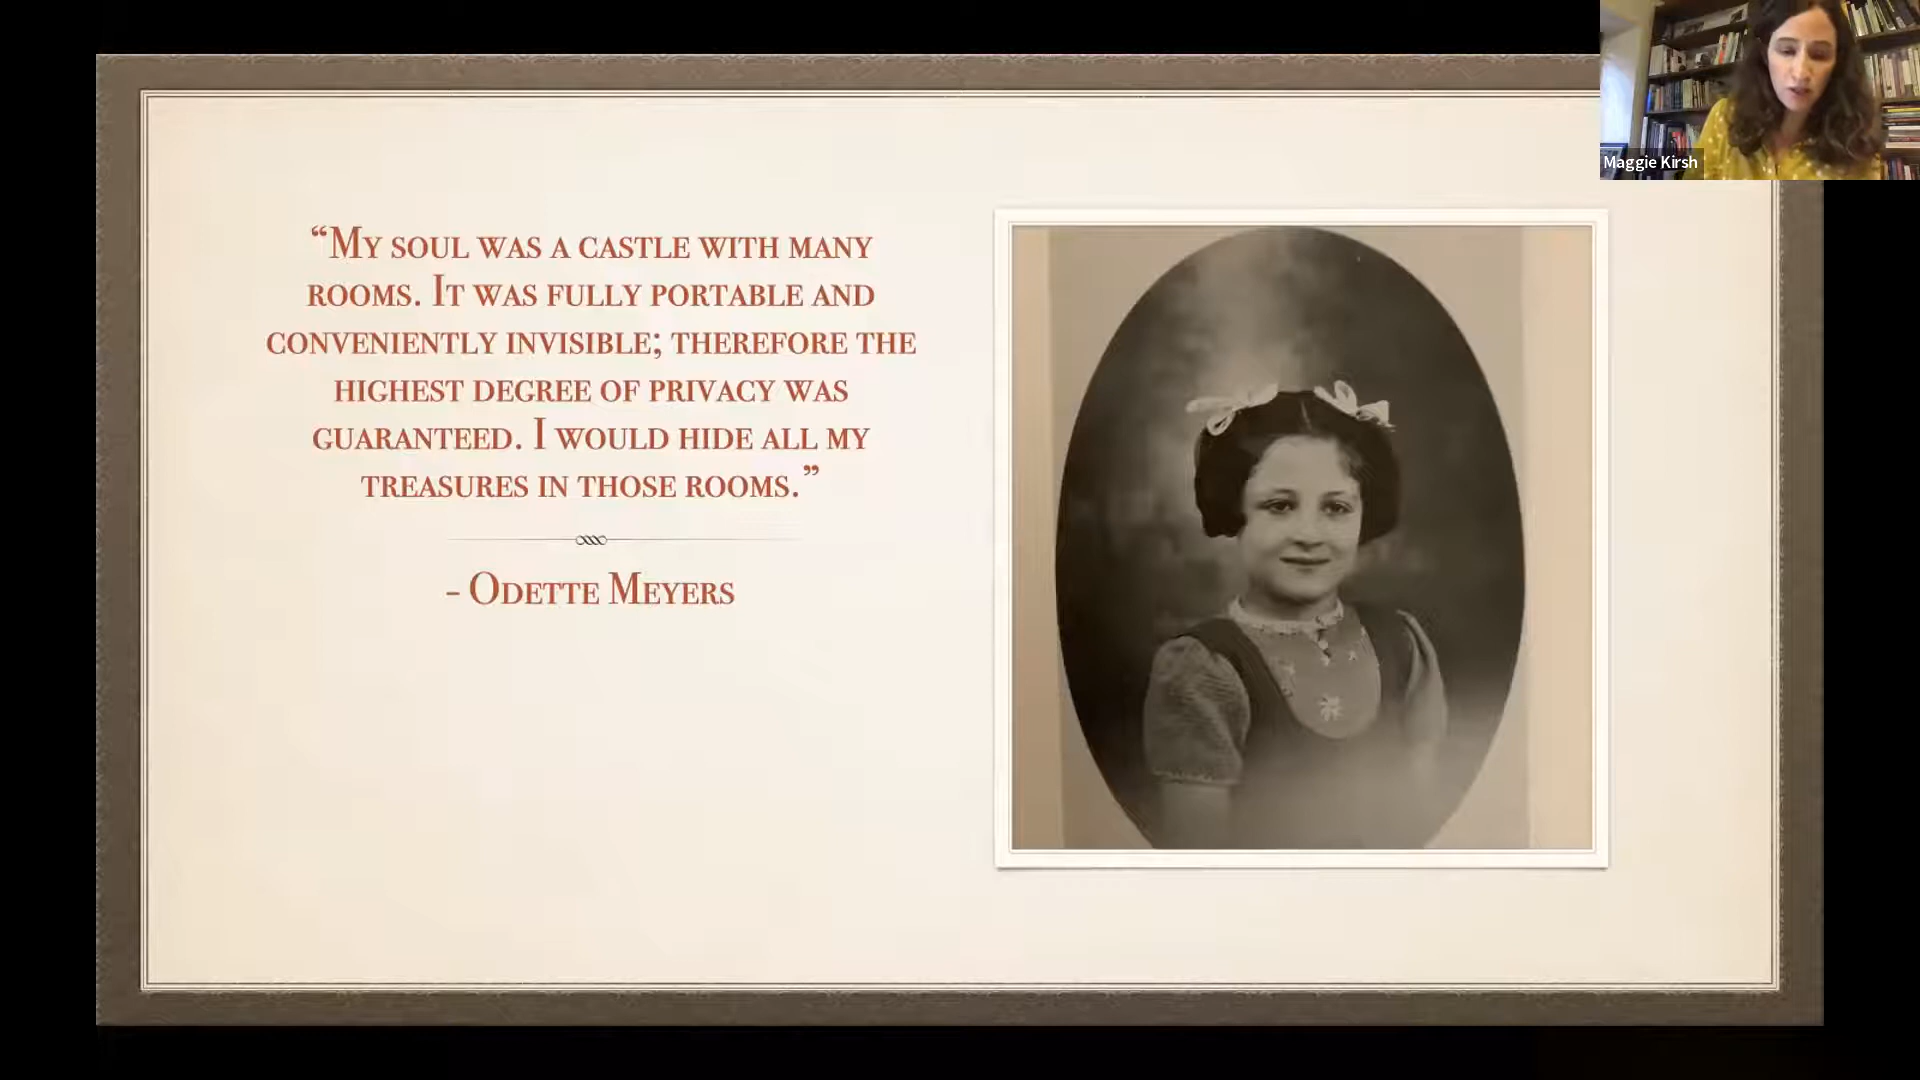 “My soul was a castle with many
rooms. It was fully portable and
conveniently invisible; therefore the
highest degree of privacy was
guaranteed. I would hide all my
treasures in those rooms.”
- Odette Meyers
Maggie Kirsh